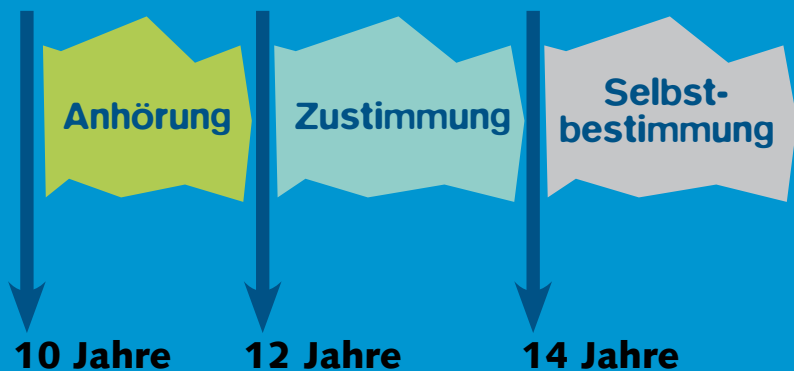 Anhörung
Zustimmung
Selbst-
bestimmung
10 Jahre
12 Jahre
14 Jahre